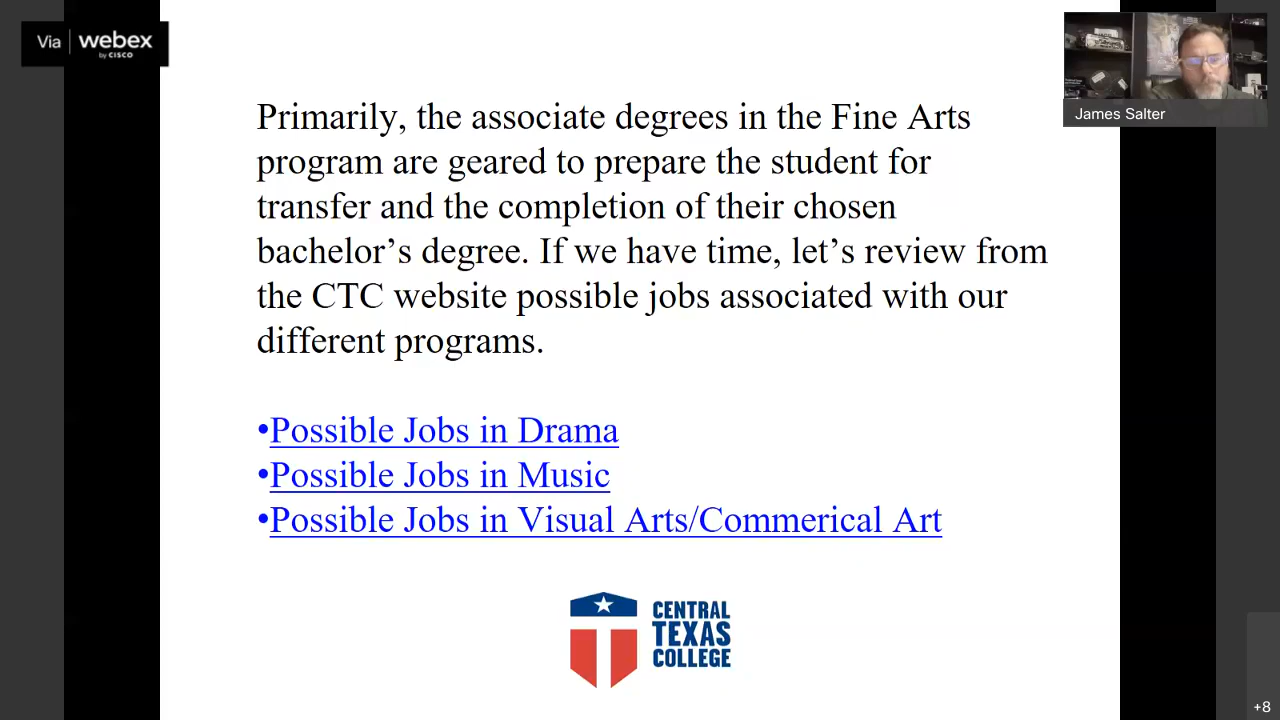 Via webex
by CISCO
James Salter
Primarily, the associate degrees in the Fine Arts
program are geared to prepare the student for
transfer and the completion of their chosen
bachelor’s degree. If we have time, let’s review from
the CTC website possible jobs associated with our
different programs.
•Possible Jobs in Drama
•Possible Jobs in Music
•Possible Jobs in Visual Arts/Commerical Art
CENTRAL
TEXAS
COLLEGE
+8